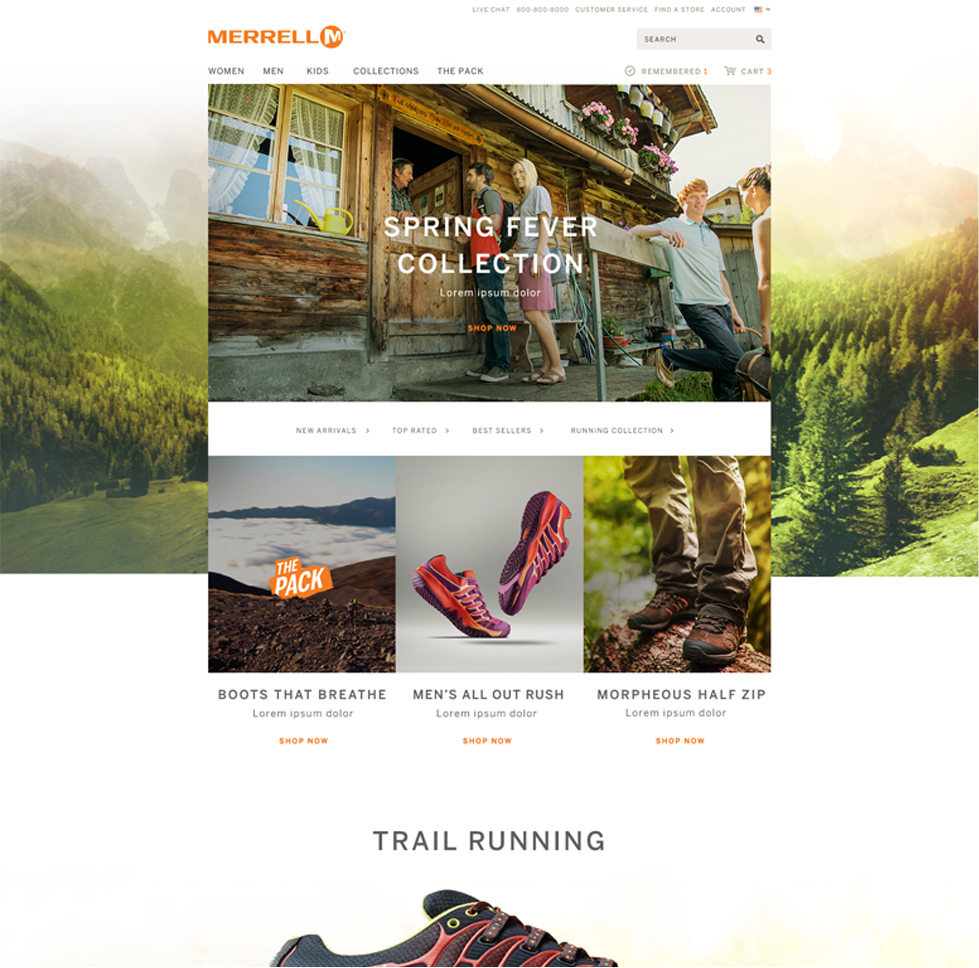 LIVE CHAT 800-800-8000 CUSTOMER SERVICE FIND A STORE ACCOUNT
MERRELL M
SEARCH
WOMEN MEN KIDS COLLECTIONS THE PACK
REMEMBERED 1 CART 3
SPRING FEVER
COLLECTION
Lorem ipsum dolor
SHOP NOW
NEW ARRIVALS > TOP RATED > BEST SELLERS > RUNNING COLLECTION >
THE
PACK
BOOTS THAT BREATHE MEN'S ALL OUT RUSH MORPHEOUS HALF ZIP
Lorem ipsum dolor Lorem ipsum dolor Lorem ipsum dolor
SHOP NOW SHOP NOW SHOP NOW
TRAIL RUNNING